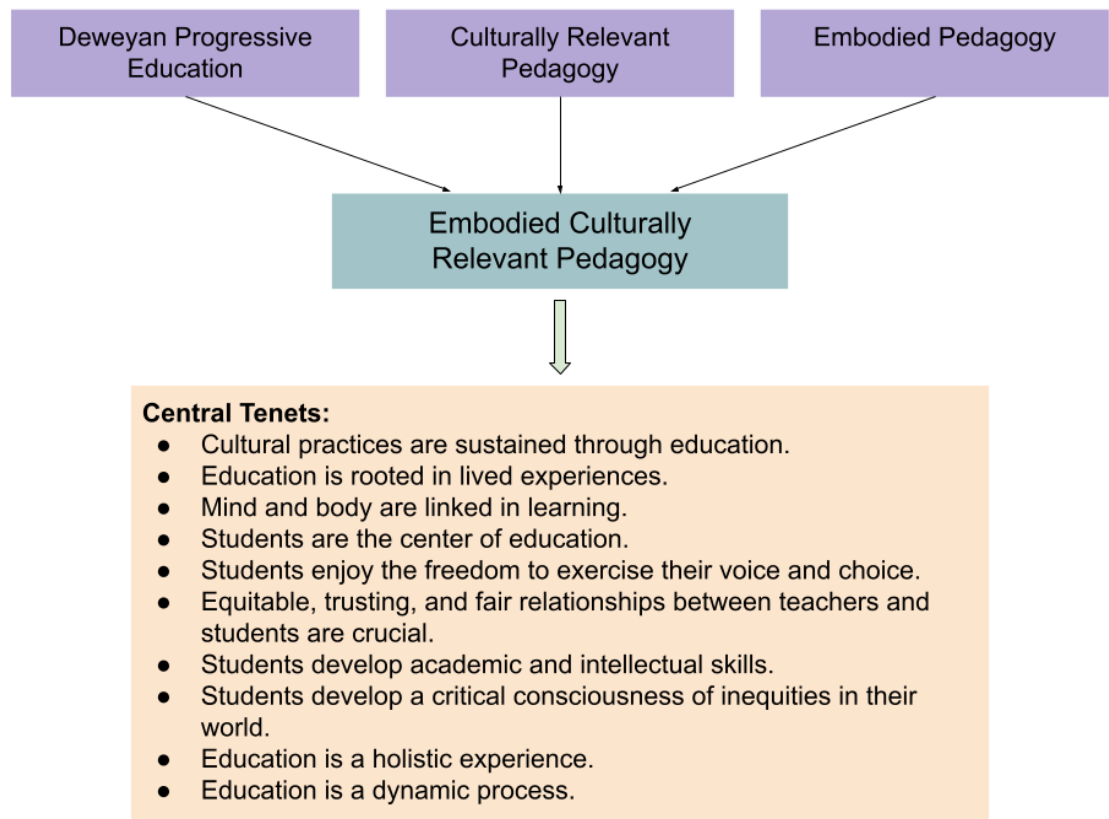 Deweyan Progressive
Education
Culturally Relevant
Pedagogy
Embodied Pedagogy
Embodied Culturally
Relevant Pedagogy
Central Tenets:
● Cultural practices are sustained through education.
● Education is rooted in lived experiences.
● Mind and body are linked in learning.
● Students are the center of education.
● Students enjoy the freedom to exercise their voice and choice.
● Equitable, trusting, and fair relationships between teachers and
students are crucial.
● Students develop academic and intellectual skills.
● Students develop a critical consciousness of inequities in their
world.
● Education is a holistic experience.
● Education is a dynamic process.